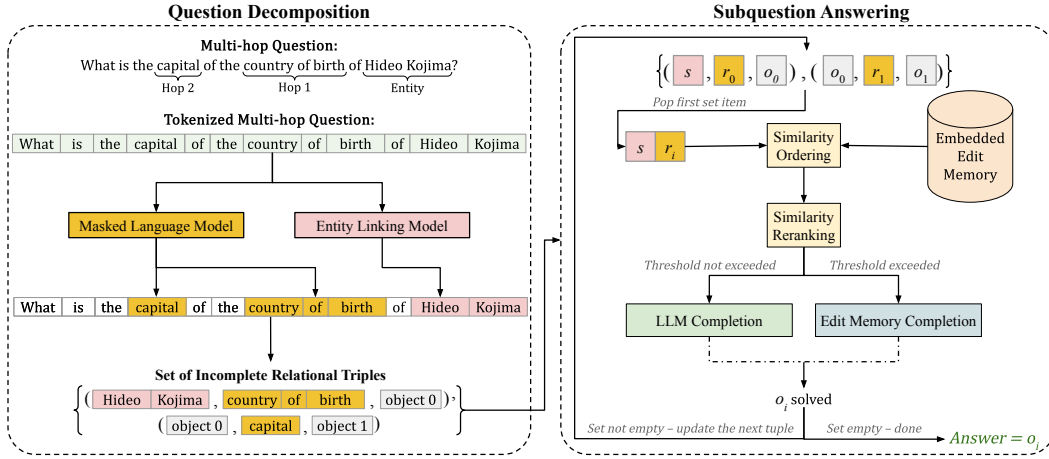 Question Decomposition
Multi-hop Question:
What is the capital of the country of birth of Hideo Kojima?
Hop 2 Hop 1 Entity
Tokenized Multi-hop Question:
What is the capital of the country of birth of Hideo Kojima
Masked Language Model
Entity Linking Model
What is the capital of the country of birth of Hideo Kojima
Set of Incomplete Relational Triples
{( Hideo Kojima , country of birth , object 0 ),
( object 0 , capital , object 1 )}
Subquestion Answering
{( s , r0 , o0 ) , ( o0 , r1 , o1 )}
Pop first set item
s ri
Similarity
Ordering
Embedded
Edit
Memory
Similarity
Reranking
Threshold not exceeded
Threshold exceeded
LLM Completion
Edit Memory Completion
oi solved
Set not empty – update the next tuple
Set empty – done
Answer = oi